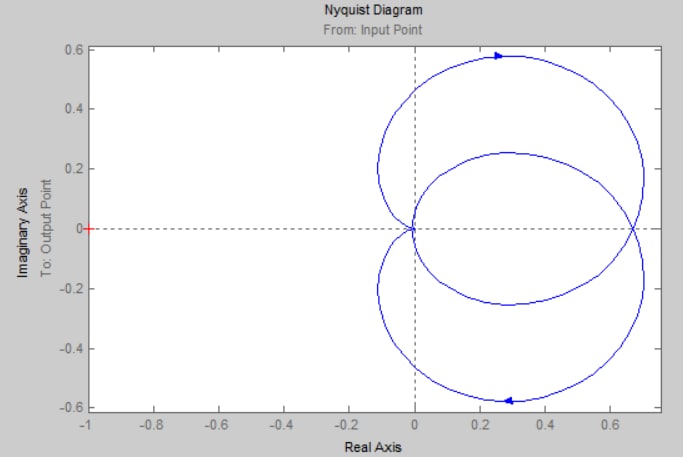 Nyquist Diagram
From: Input Point
0.6
0.4
0.2
0
-0.2
-0.4
-0.6
Imaginary Axis
To: Output Point
-1 -0.8 -0.6 -0.4 -0.2 0 0.2 0.4 0.6
Real Axis